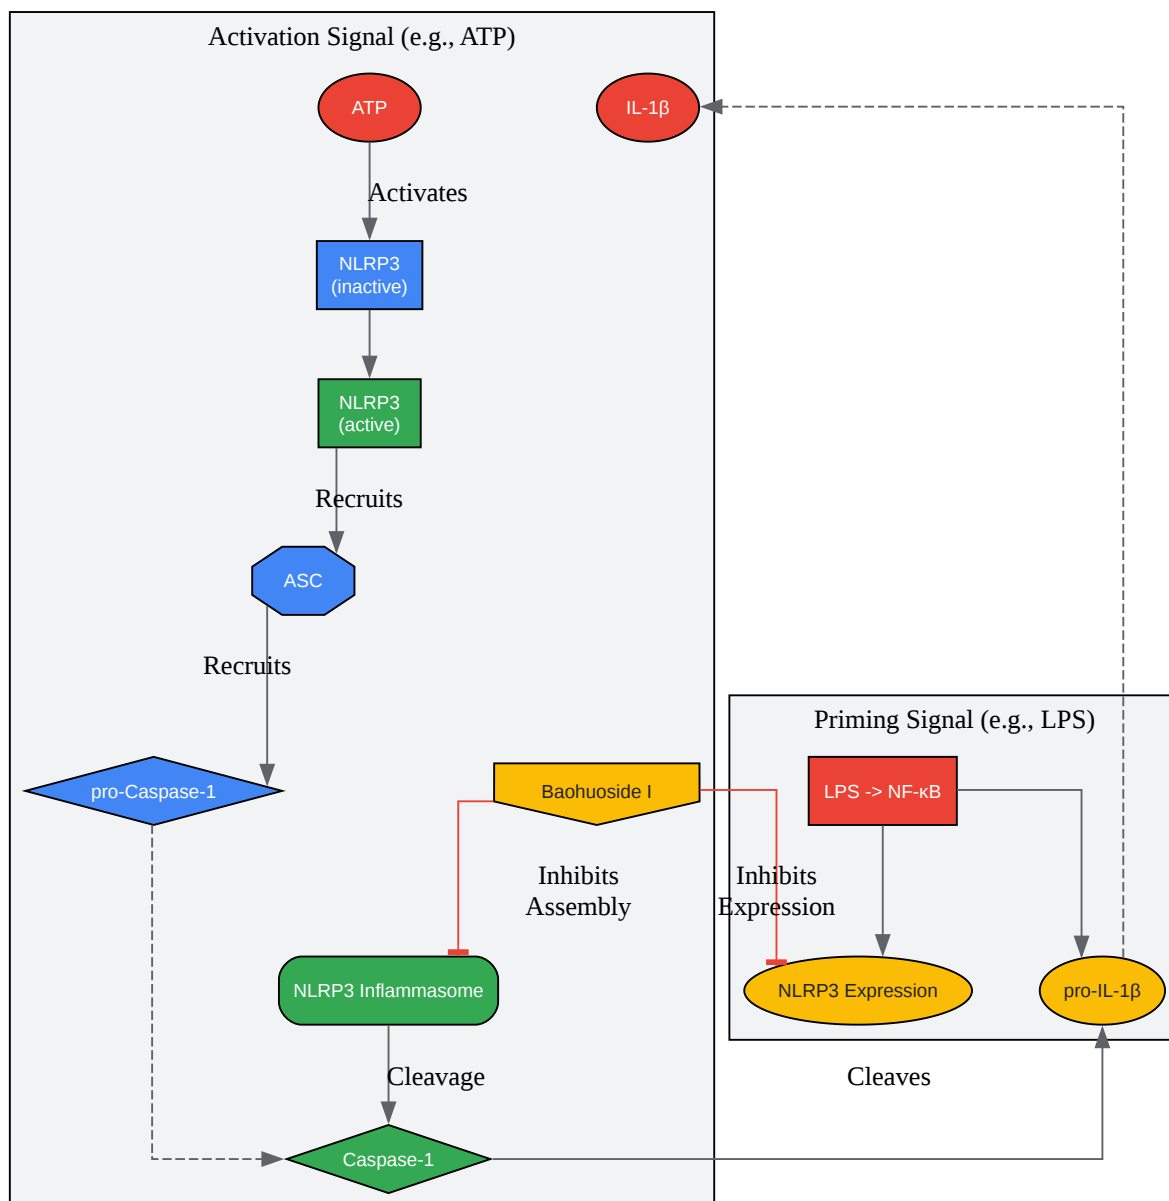 Activation Signal (e.g., ATP)
ATP
IL-1β
Activates
NLRP3
(inactive)
NLRP3
(active)
Recruits
ASC
Recruits
Priming Signal (e.g., LPS)
pro-Caspase-1
Baohuoside I
LPS -> NF-κB
Inhibits
Assembly
Inhibits
Expression
NLRP3 Inflammasome
NLRP3 Expression
pro-IL-1β
Cleavage
Cleaves
Caspase-1